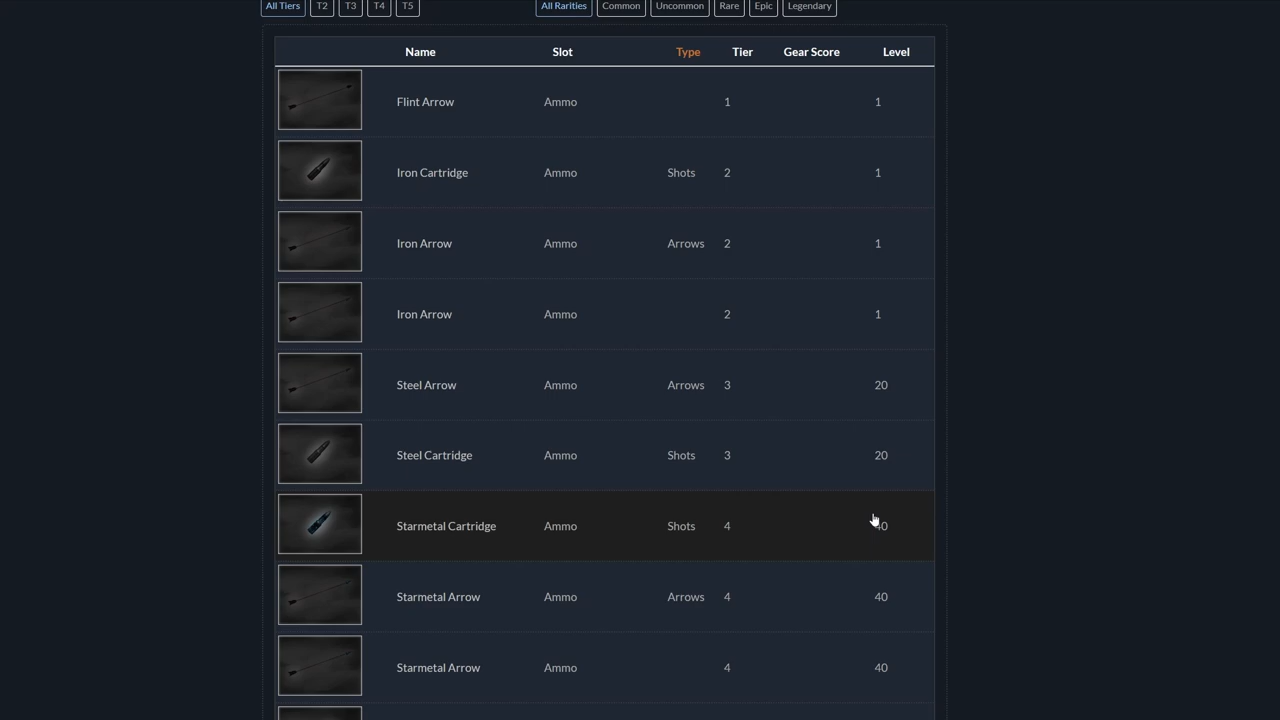 All Tiers T2 T3 T4 T5 All Rarities Common Uncommon Rare Epic Legendary
Name Slot Type Tier Gear Score Level
Flint Arrow Ammo 1 1
Iron Cartridge Ammo Shots 2 1
Iron Arrow Ammo Arrows 2 1
Iron Arrow Ammo 2 1
Steel Arrow Ammo Arrows 3 20
Steel Cartridge Ammo Shots 3 20
Starmetal Cartridge Ammo Shots 4 40
Starmetal Arrow Ammo Arrows 4 40
Starmetal Arrow Ammo 4 40